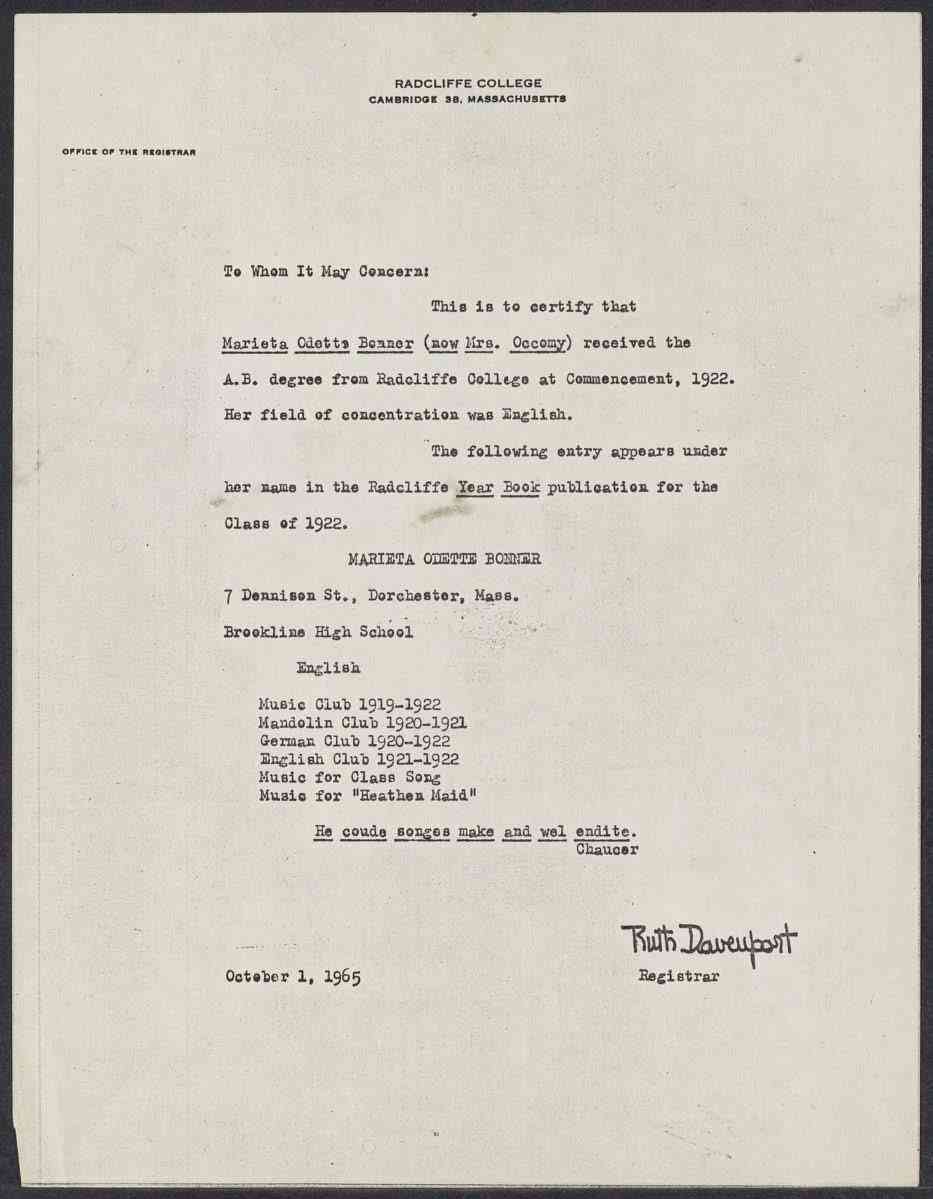 RADCLIFFE COLLEGE
CAMBRIDGE 38, MASSACHUSETTS
OFFICE OF THE REGISTRAR
To Whom It May Concern:
This is to certify that
Marieta Odette Bonner (now Mrs. Occomy) received the
A.B. degree from Radcliffe College at Commencement, 1922.
Her field of concentration was English.
The following entry appears under
her name in the Radcliffe Year Book publication for the
Class of 1922.
MARIETA ODETTE BONNER
7 Dennison St., Dorchester, Mass.
Brookline High School
English
Music Club 1919-1922
Mandolin Club 1920-1921
German Club 1920-1922
English Club 1921-1922
Music for Class Song
Music for "Heathen Maid"
He coude songes make and wel endite.
Chaucer
Ruth Davenport
October 1, 1965 Registrar